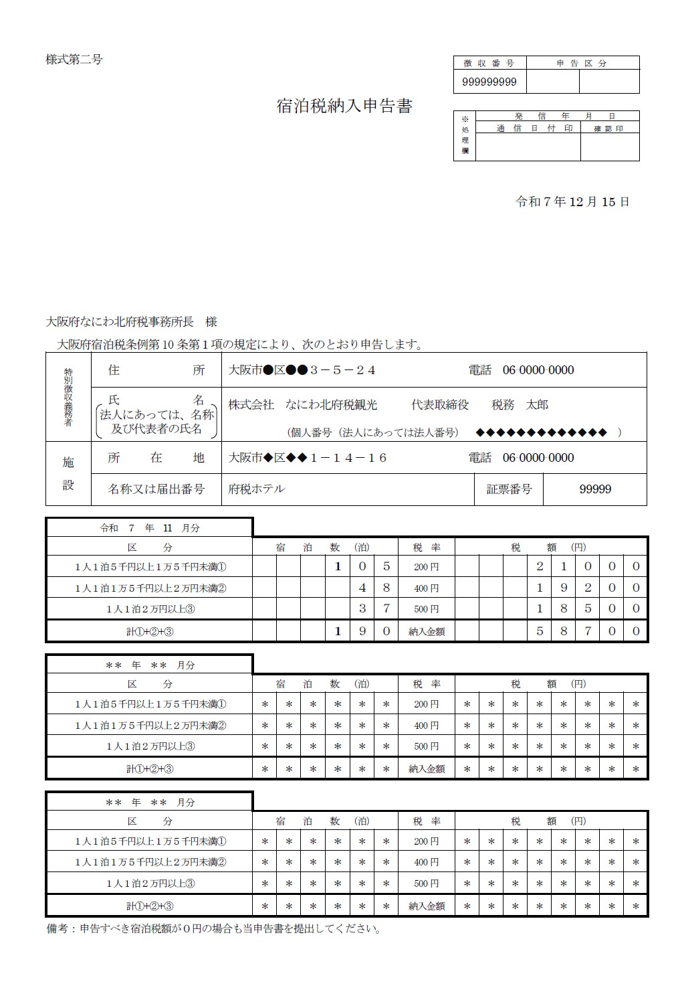 様式第二号
徴収番号 申告区分
999999999
宿泊税納入申告書
※処理欄
発信年月日
通信日付印 確認印
令和７年 12 月 15 日
大阪府なにわ北府税事務所長　様
大阪府宿泊税条例第 10 条第１項の規定により、次のとおり申告します。
特別徴収義務者
住所 大阪市●区●●３－５－２４ 電話 06-0000-0000
氏名
法人にあっては、名称
及び代表者の氏名
株式会社　なにわ北府税観光　代表取締役　税務　太郎
（個人番号（法人にあっては法人番号）　◆◆◆◆◆◆◆◆◆◆◆◆◆　）
施設
所在地 大阪市◆区◆◆１－１４－１６ 電話 06-0000-0000
名称又は届出番号 府税ホテル 証票番号 99999
令和　７　年　11　月分
区分 宿泊数（泊） 税率 税額（円）
１人１泊５千円以上１万５千円未満① １ ０ ５ 200 円 ２ １ ０ ０ ０
１人１泊１万５千円以上２万円未満② ４ ８ 400 円 １ ９ ２ ０ ０
１人１泊２万円以上③ ３ ７ 500 円 １ ８ ５ ０ ０
計①+②+③ １ ９ ０ 納入金額 ５ ８ ７ ０ ０
＊＊　年　＊＊　月分
区分 宿泊数（泊） 税率 税額（円）
１人１泊５千円以上１万５千円未満① ＊ ＊ ＊ ＊ ＊ ＊ 200 円 ＊ ＊ ＊ ＊ ＊ ＊ ＊ ＊
１人１泊１万５千円以上２万円未満② ＊ ＊ ＊ ＊ ＊ ＊ 400 円 ＊ ＊ ＊ ＊ ＊ ＊ ＊ ＊
１人１泊２万円以上③ ＊ ＊ ＊ ＊ ＊ ＊ 500 円 ＊ ＊ ＊ ＊ ＊ ＊ ＊ ＊
計①+②+③ ＊ ＊ ＊ ＊ ＊ ＊ 納入金額 ＊ ＊ ＊ ＊ ＊ ＊ ＊ ＊
＊＊　年　＊＊　月分
区分 宿泊数（泊） 税率 税額（円）
１人１泊５千円以上１万５千円未満① ＊ ＊ ＊ ＊ ＊ ＊ 200 円 ＊ ＊ ＊ ＊ ＊ ＊ ＊ ＊
１人１泊１万５千円以上２万円未満② ＊ ＊ ＊ ＊ ＊ ＊ 400 円 ＊ ＊ ＊ ＊ ＊ ＊ ＊ ＊
１人１泊２万円以上③ ＊ ＊ ＊ ＊ ＊ ＊ 500 円 ＊ ＊ ＊ ＊ ＊ ＊ ＊ ＊
計①+②+③ ＊ ＊ ＊ ＊ ＊ ＊ 納入金額 ＊ ＊ ＊ ＊ ＊ ＊ ＊ ＊
備考：申告すべき宿泊税額が０円の場合も当申告書を提出してください。